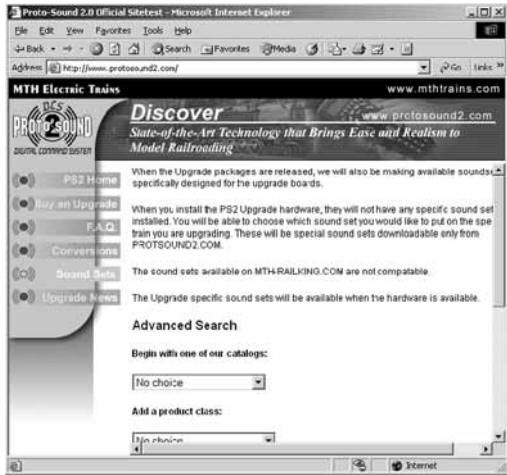 Proto-Sound 2.0 Official Sitetest - Microsoft Internet Explorer
File Edit View Favorites Tools Help
Back Search Favorites Media
Address http://www.protosound2.com/ Go Links »
MTH ELECTRIC TRAINS www.mthtrains.com
DCS
PROTO SOUND 2
DIGITAL COMMAND SYSTEM
Discover www.protosound2.com
State-of-the-Art Technology that Brings Ease and Realism to
Model Railroading
PS2 Home
Buy an Upgrade
F.A.Q.
Conversions
Sound Sets
Upgrade News
When the Upgrade packages are released, we will also be making available sounds
specifically designed for the upgrade boards.
When you install the PS2 Upgrade hardware, they will not have any specific sound set
installed. You will be able to choose which sound set you would like to put on the spe
train you are upgrading. These will be special sound sets downloadable only from
PROTSOUND2.COM.
The sound sets available on MTH-RAILKING.COM are not compatable.
The Upgrade specific sound sets will be available when the hardware is available.
Advanced Search
Begin with one of our catalogs:
No choice
Add a product class:
No choice
Internet